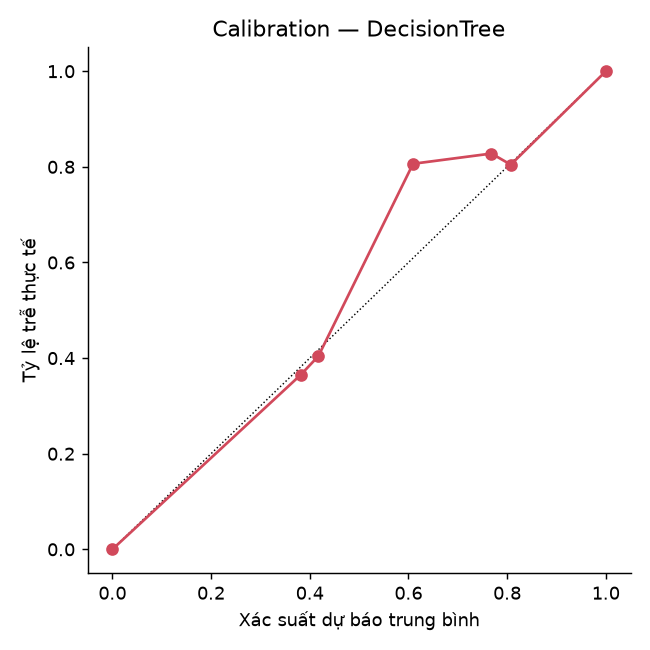 Calibration — DecisionTree
Tỷ lệ trễ thực tế
1.0
0.8
0.6
0.4
0.2
0.0
0.0 0.2 0.4 0.6 0.8 1.0
Xác suất dự báo trung bình